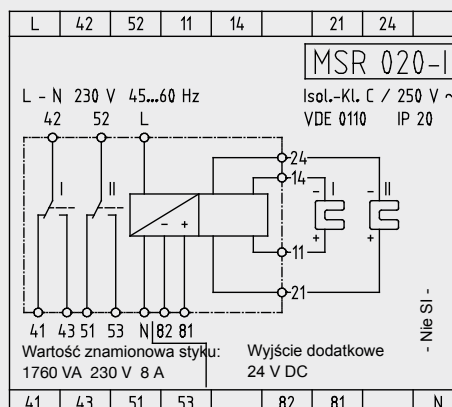 L 42 52 11 14 21 24
MSR 020-I
L - N 230 V 45...60 Hz
Isol.-Kl. C / 250 V ~
VDE 0110 IP 20
42 52 L
24
14
I II
- I - II
- +
+ +
11
21
41 43 51 53 N 82 81
- Nie SI -
Wartość znamionowa styku:
1760 VA 230 V 8 A
Wyjście dodatkowe
24 V DC
41 43 51 53 82 81 N